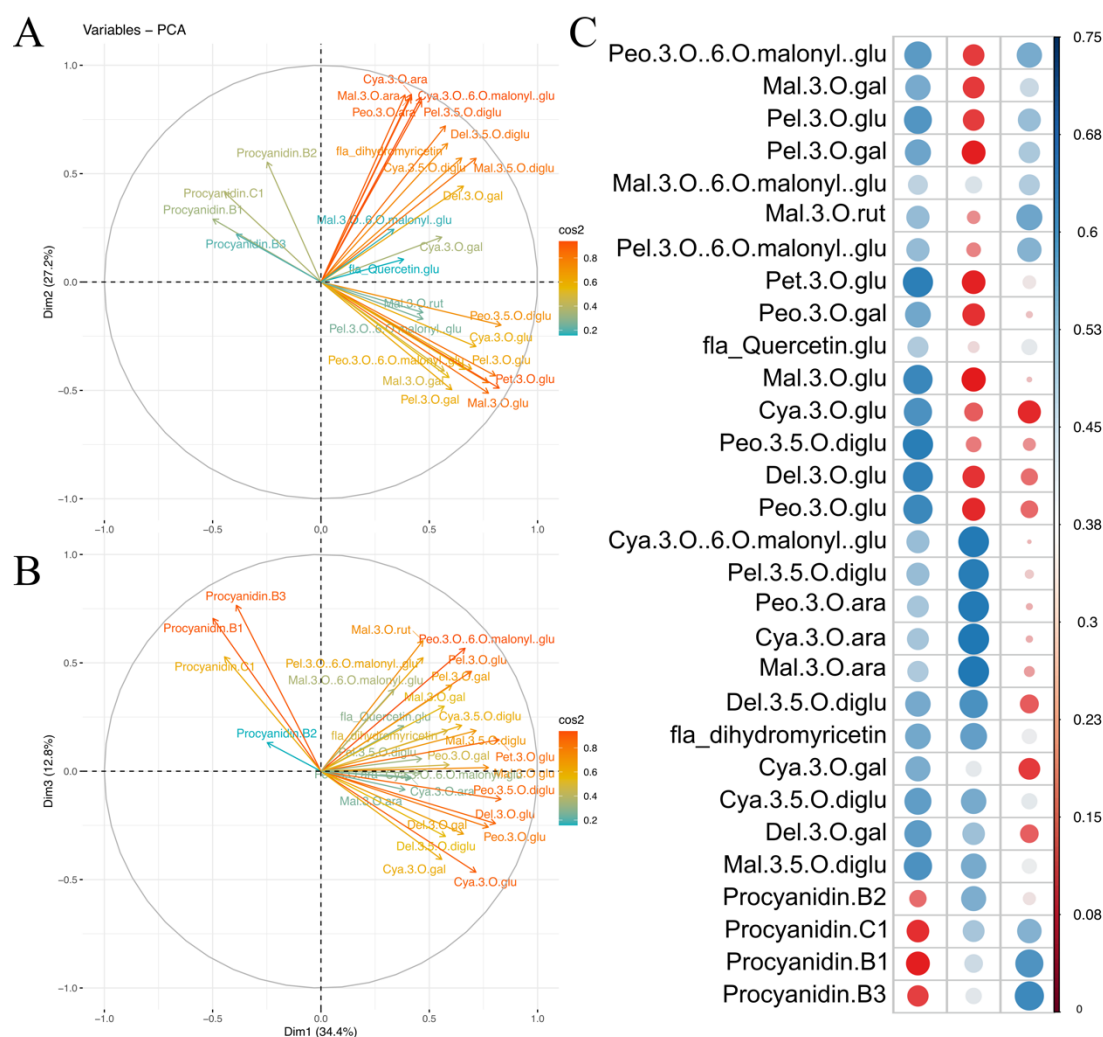 A
Variables − PCA
1.0
Cya.3.O.ara
Mal.3.O.ara
Cya.3.O..6.O.malonyl..glu
Peo.3.O.ara
Pel.3.5.O.diglu
Del.3.5.O.diglu
Procyanidin.B2
fla_dihydromyricetin
Cya.3.5.O.diglu
Mal.3.5.O.diglu
0.5
Procyanidin.C1
Del.3.O.gal
Procyanidin.B1
Mal.3.O..6.O.malonyl..glu
Procyanidin.B3
Cya.3.O.gal
fla_Quercetin.glu
0.0
Mal.3.O.rut
Peo.3.5.O.diglu
Pel.3.O..6.O.malonyl..glu
Cya.3.O.glu
Peo.3.O..6.O.malonyl..glu
Pel.3.O.glu
Mal.3.O.gal
Pet.3.O.glu
Pel.3.O.gal
Mal.3.O.glu
−0.5
−1.0
−1.0
−0.5
0.0
0.5
1.0
Dim2 (27.2%)
cos2
0.8
0.6
0.4
0.2
B
1.0
Procyanidin.B3
Procyanidin.B1
Procyanidin.C1
Mal.3.O.rut
Peo.3.O..6.O.malonyl..glu
0.5
Pel.3.O..6.O.malonyl..glu
Pel.3.O.glu
Mal.3.O..6.O.malonyl..glu
Pel.3.O.gal
Mal.3.O.gal
fla_Quercetin.glu
Cya.3.5.O.diglu
Procyanidin.B2
fla_dihydromyricetin
Mal.3.5.O.diglu
Peo.3.O.gal
Pet.3.O.glu
0.0
Cya.3.O..6.O.malonyl..glu
Mal.3.O.glu
Cya.3.O.ara
Peo.3.5.O.diglu
Mal.3.O.ara
Del.3.O.glu
Del.3.O.gal
Peo.3.O.glu
Del.3.5.O.diglu
Cya.3.O.gal
Cya.3.O.glu
−0.5
−1.0
−1.0
−0.5
0.0
0.5
1.0
Dim3 (12.8%)
Dim1 (34.4%)
cos2
0.8
0.6
0.4
0.2
C
Peo.3.O..6.O.malonyl..glu
Mal.3.O.gal
Pel.3.O.glu
Pel.3.O.gal
Mal.3.O..6.O.malonyl..glu
Mal.3.O.rut
Pel.3.O..6.O.malonyl..glu
Pet.3.O.glu
Peo.3.O.gal
fla_Quercetin.glu
Mal.3.O.glu
Cya.3.O.glu
Peo.3.5.O.diglu
Del.3.O.glu
Peo.3.O.glu
Cya.3.O..6.O.malonyl..glu
Pel.3.5.O.diglu
Peo.3.O.ara
Cya.3.O.ara
Mal.3.O.ara
Del.3.5.O.diglu
fla_dihydromyricetin
Cya.3.O.gal
Cya.3.5.O.diglu
Del.3.O.gal
Mal.3.5.O.diglu
Procyanidin.B2
Procyanidin.C1
Procyanidin.B1
Procyanidin.B3
0.75
0.68
0.6
0.53
0.45
0.38
0.3
0.23
0.15
0.08
0